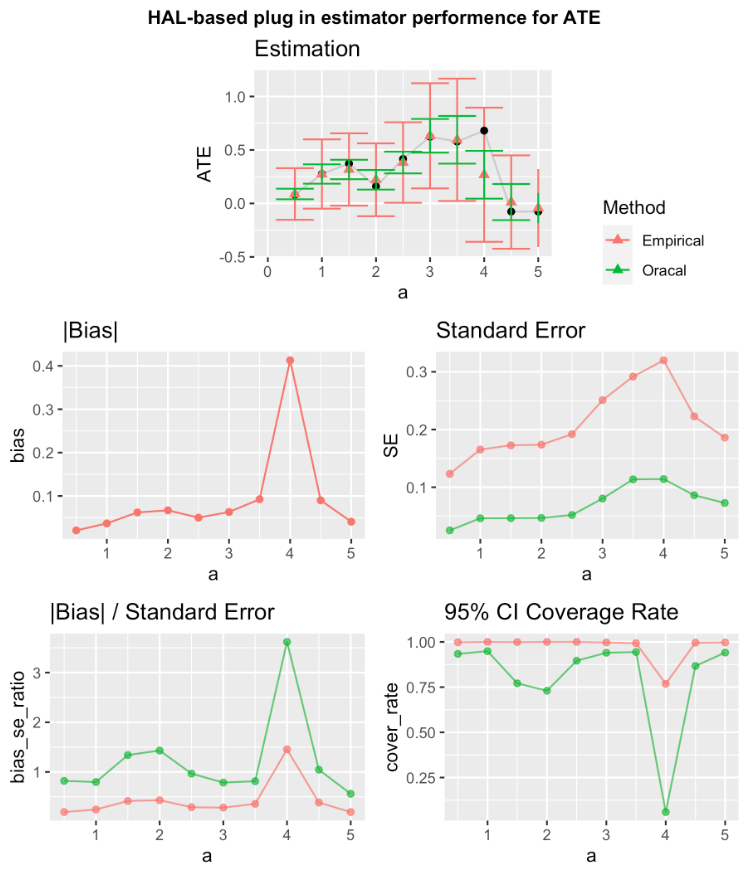 HAL-based plug in estimator performence for ATE
Estimation
ATE
1.0
0.5
0.0
-0.5
0 1 2 3 4 5
a
Method
Empirical
Oracal
|Bias|
bias
0.4
0.3
0.2
0.1
1 2 3 4 5
a
Standard Error
SE
0.3
0.2
0.1
1 2 3 4 5
a
|Bias| / Standard Error
bias_se_ratio
3
2
1
1 2 3 4 5
a
95% CI Coverage Rate
cover_rate
1.00
0.75
0.50
0.25
1 2 3 4 5
a